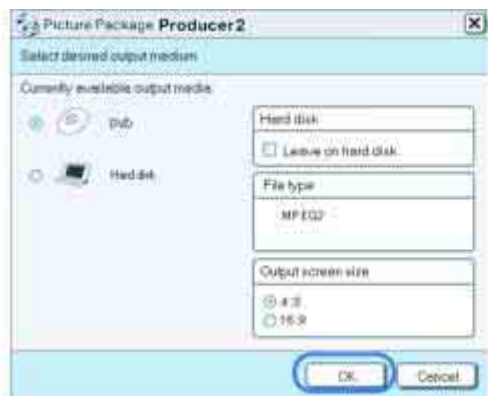 Picture Package Producer2
Select desired output medium
Currently available output media
DVD
Hard disk
Hard disk
Leave on hard disk
File type
MPEG2
Output screen size
4:3
16:9
OK
Cancel